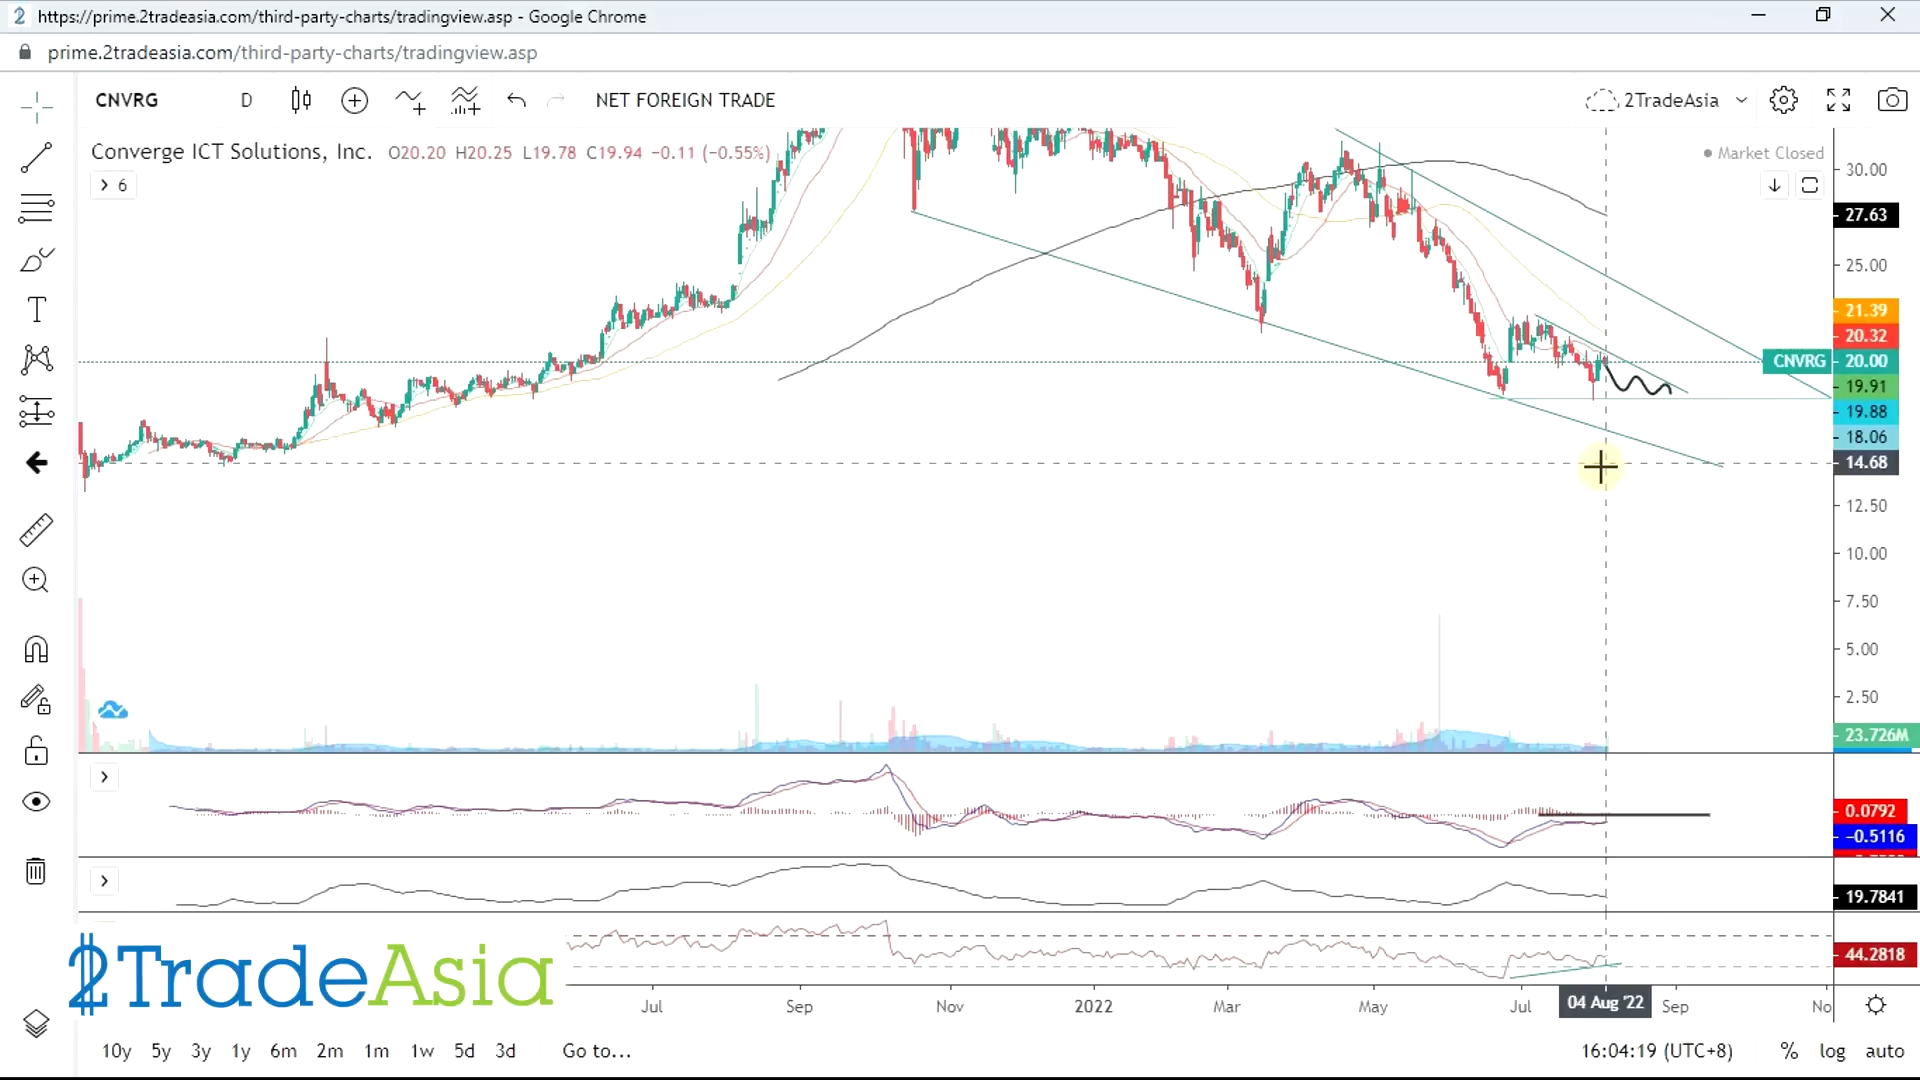 https://prime.2tradeasia.com/third-party-charts/tradingview.asp - Google Chrome
prime.2tradeasia.com/third-party-charts/tradingview.asp
CNVRG D NET FOREIGN TRADE 2TradeAsia
Converge ICT Solutions, Inc. O20.20 H20.25 L19.78 C19.94 −0.11 (−0.55%)
Market Closed
6
30.00
27.63
25.00
21.39
20.32
CNVRG 20.00
19.91
19.88
18.06
14.68
12.50
10.00
7.50
5.00
2.50
23.726M
0.0792
−0.5116
19.7841
44.2818
2TradeAsia
Jul Sep Nov 2022 Mar May Jul 04 Aug '22 Sep No
10y 5y 3y 1y 6m 2m 1m 1w 5d 3d Go to... 16:04:19 (UTC+8) % log auto